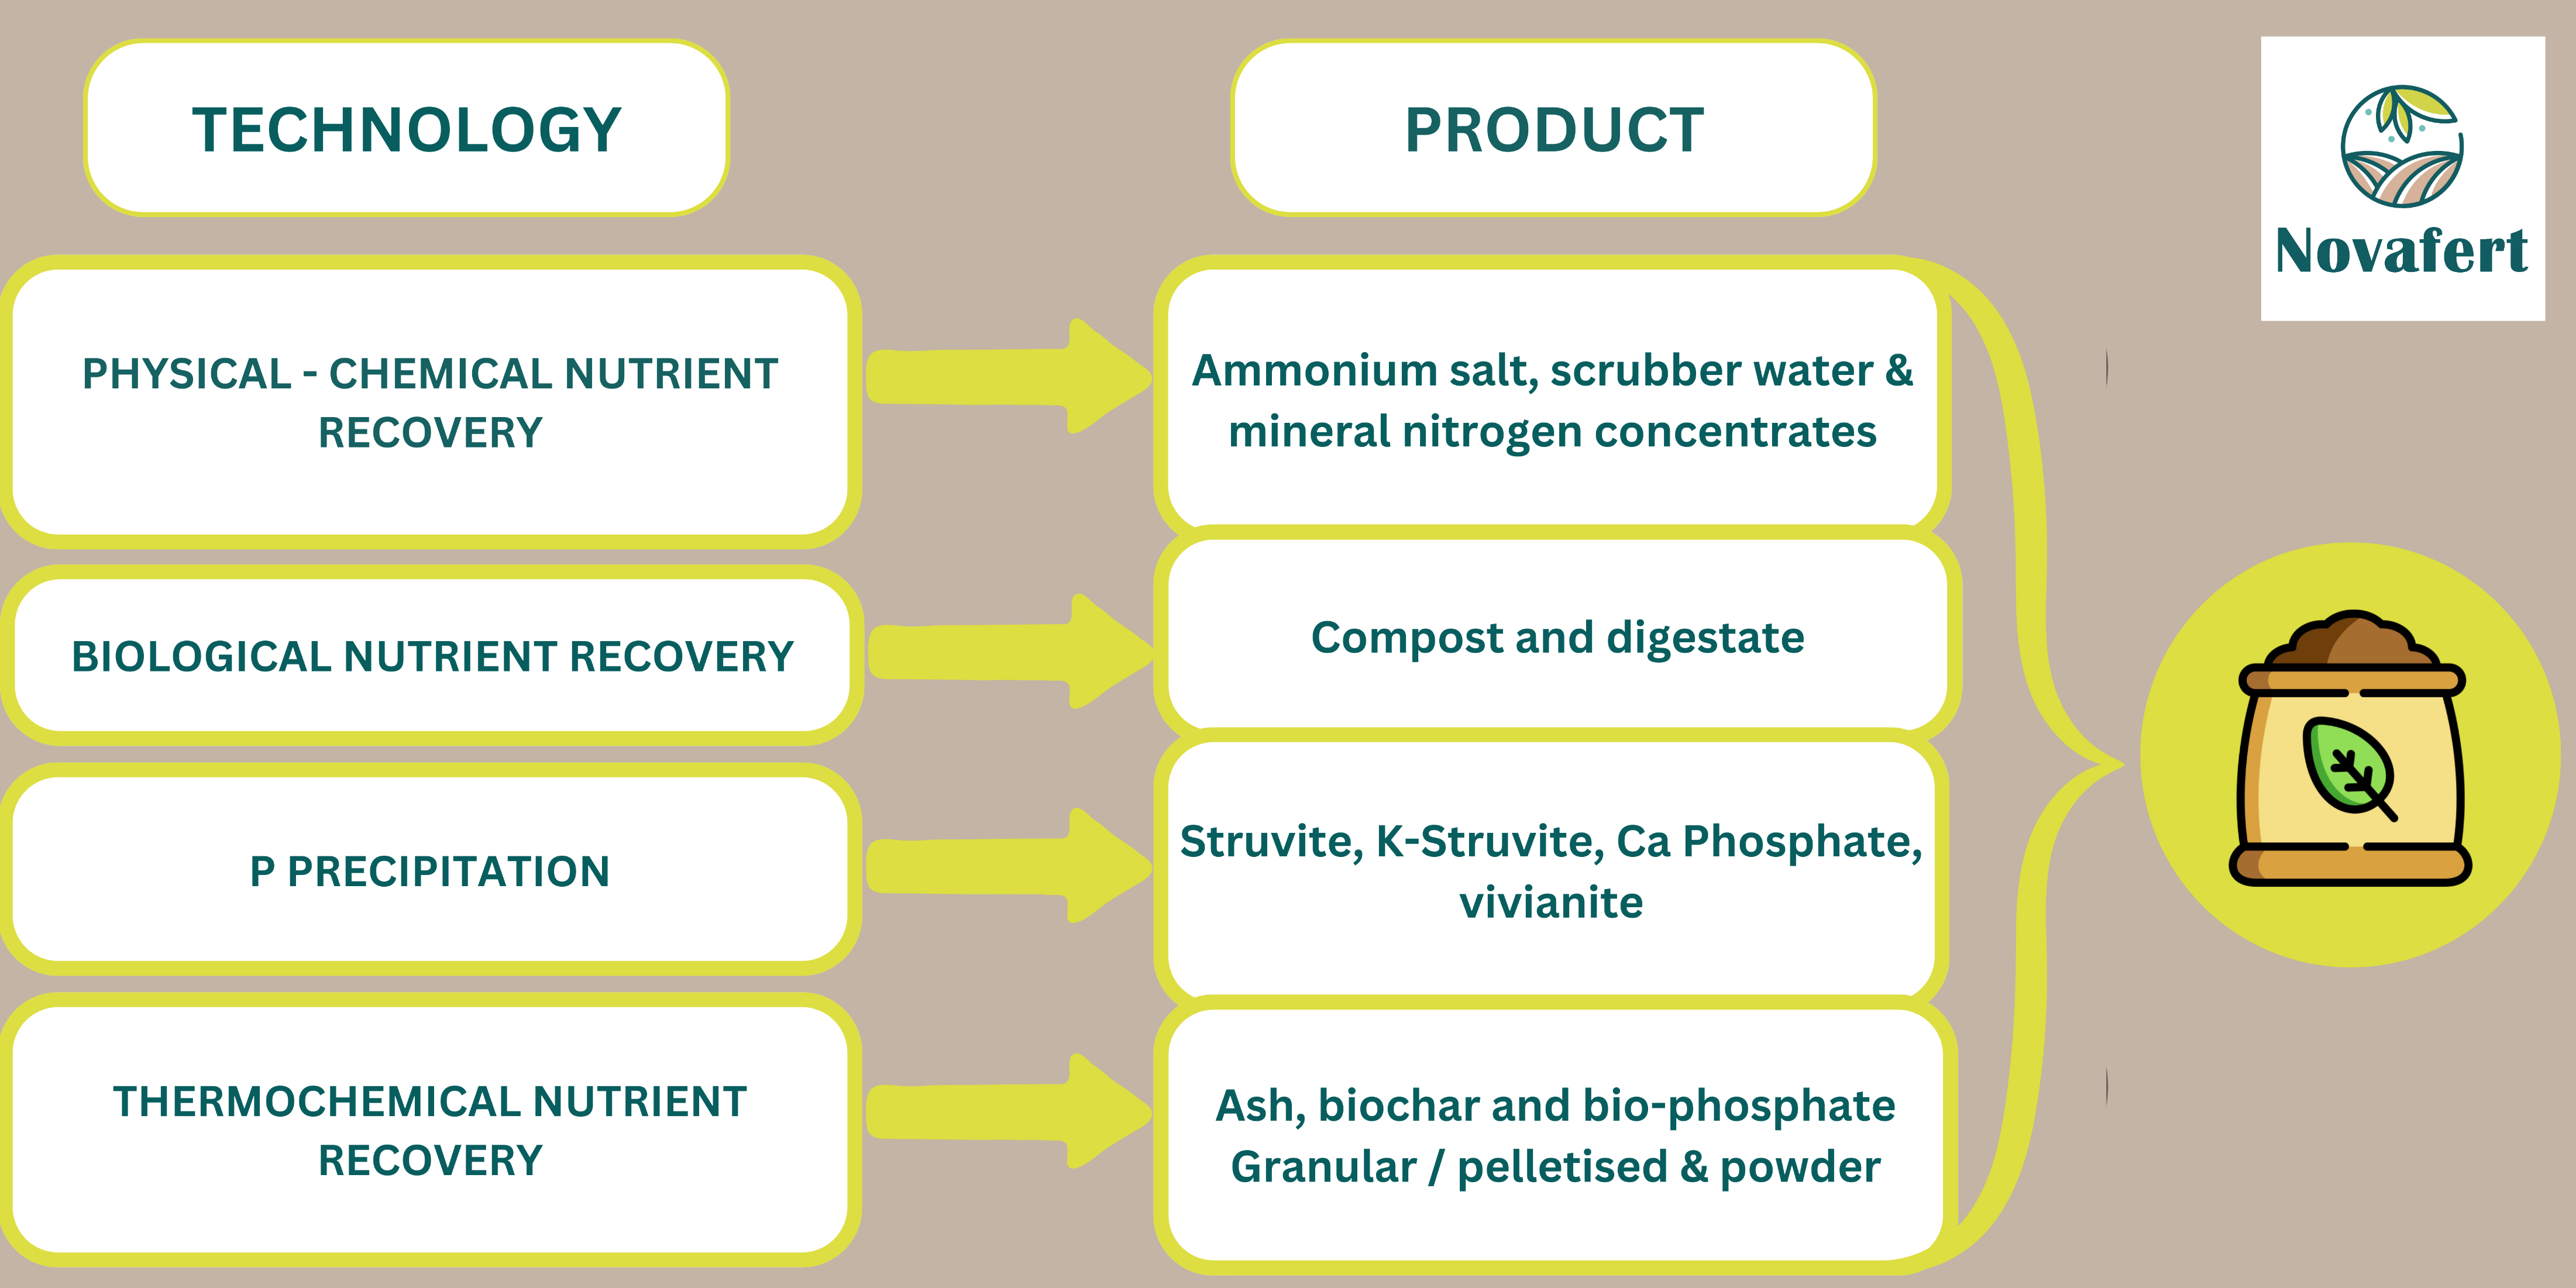 TECHNOLOGY
PRODUCT
Novafert
PHYSICAL - CHEMICAL NUTRIENT
RECOVERY
Ammonium salt, scrubber water &
mineral nitrogen concentrates
BIOLOGICAL NUTRIENT RECOVERY
Compost and digestate
P PRECIPITATION
Struvite, K-Struvite, Ca Phosphate,
vivianite
THERMOCHEMICAL NUTRIENT
RECOVERY
Ash, biochar and bio-phosphate
Granular / pelletised & powder